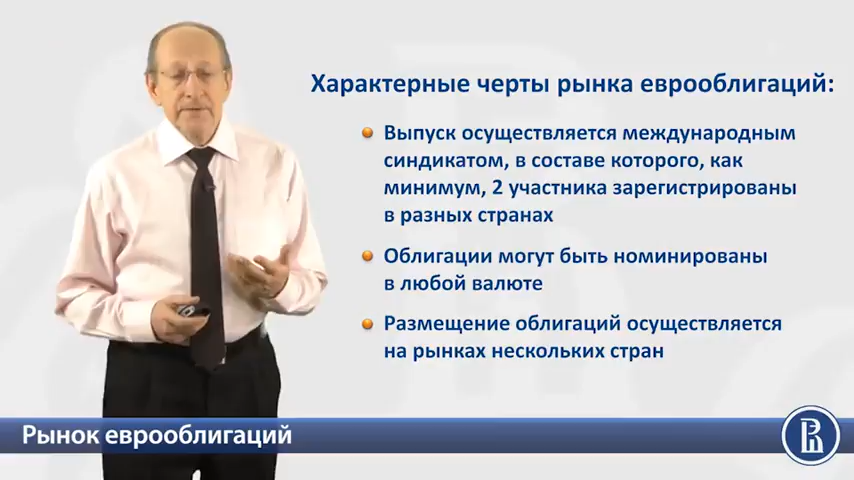 Характерные черты рынка еврооблигаций:
Выпуск осуществляется международным
синдикатом, в составе которого, как
минимум, 2 участника зарегистрированы
в разных странах
Облигации могут быть номинированы
в любой валюте
Размещение облигаций осуществляется
на рынках нескольких стран
Рынок еврооблигаций